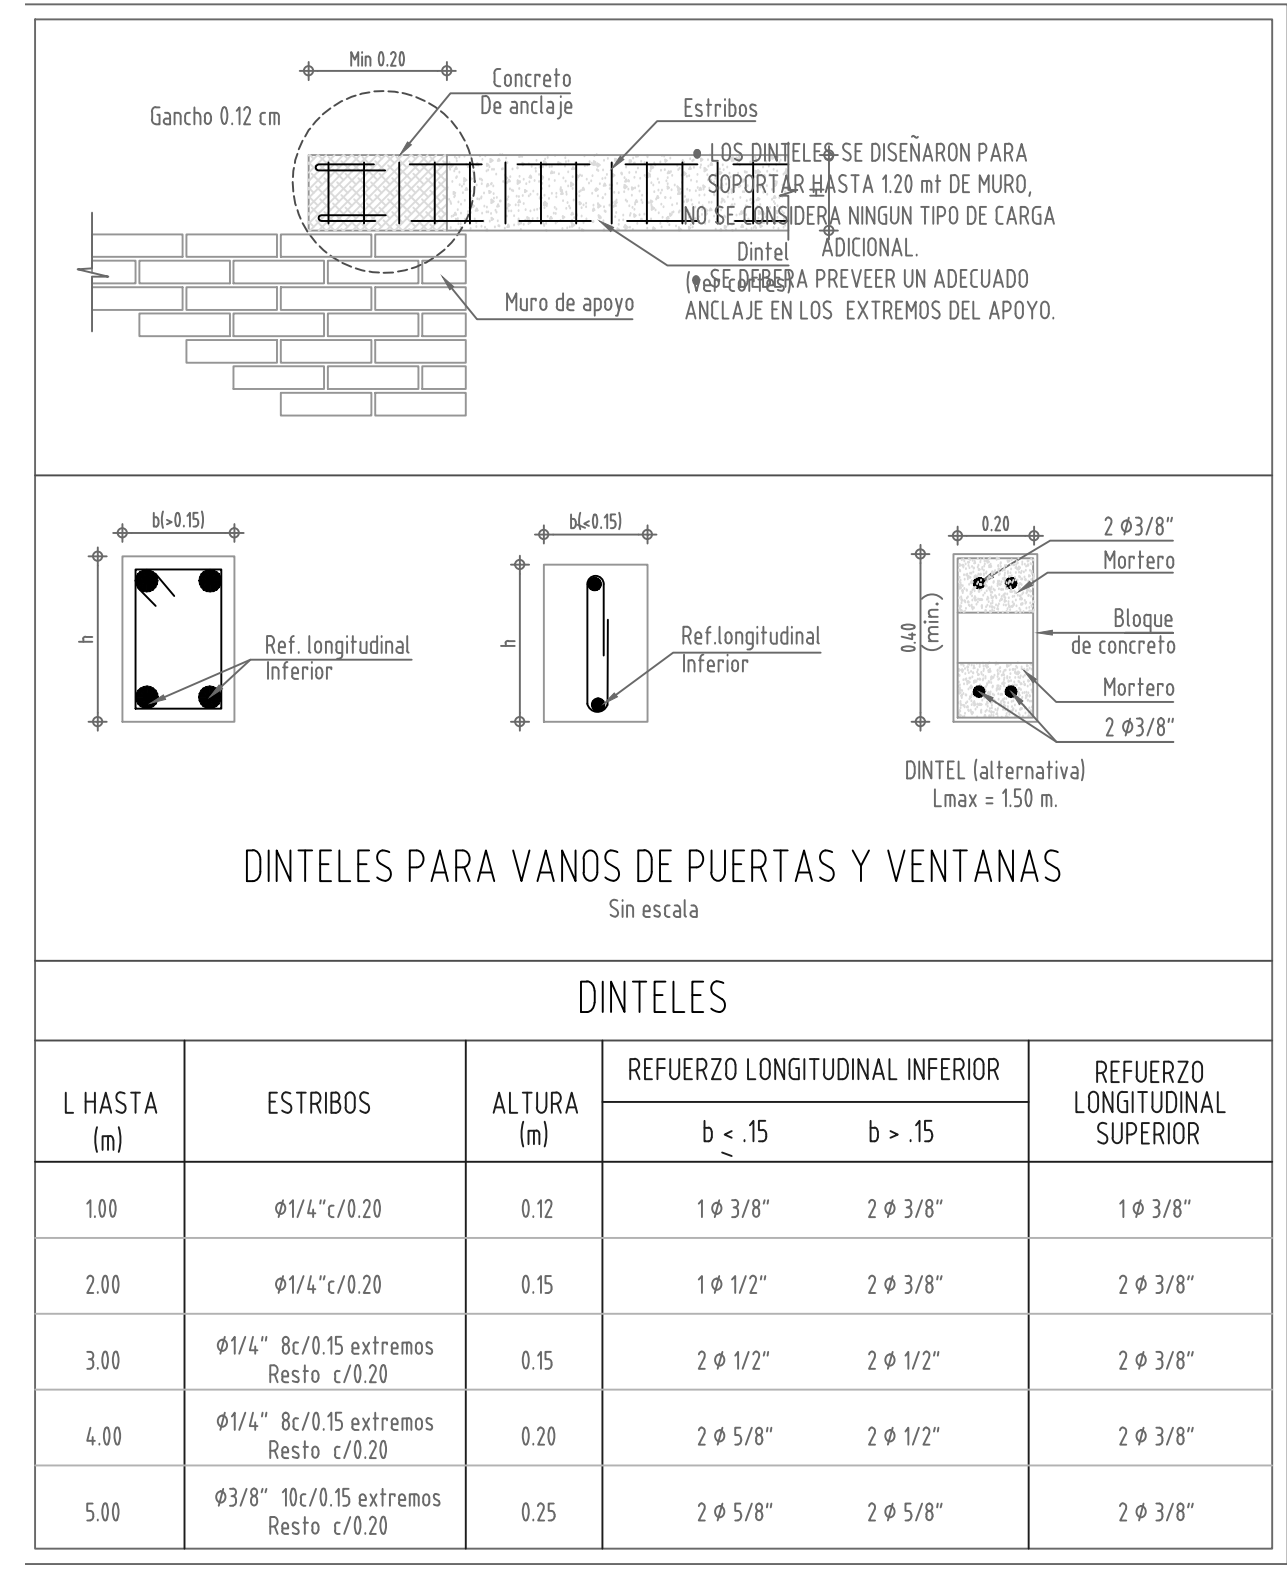 Min 0.20
Concreto
De anclaje
Gancho 0.12 cm
Estribos
• LOS DINTELES SE DISEÑARON PARA
SOPORTAR HASTA 1.20 mt DE MURO,
NO SE CONSIDERA NINGUN TIPO DE CARGA
ADICIONAL.
• SE DEBERA PREVEER UN ADECUADO
ANCLAJE EN LOS EXTREMOS DEL APOYO.
H
Dintel
(ver cortes)
Muro de apoyo
b(>0.15)
h
Ref. longitudinal
Inferior
b(<0.15)
h
Ref.longitudinal
Inferior
0.20
0.40
(min.)
2 Φ3/8"
Mortero
Bloque
de concreto
Mortero
2 Φ3/8"
DINTEL (alternativa)
Lmax = 1.50 m.
DINTELES PARA VANOS DE PUERTAS Y VENTANAS
Sin escala
DINTELES
L HASTA
(m)
ESTRIBOS
ALTURA
(m)
REFUERZO LONGITUDINAL INFERIOR
b < .15 b > .15
REFUERZO
LONGITUDINAL
SUPERIOR
1.00 Φ1/4"c/0.20 0.12 1 Φ 3/8" 2 Φ 3/8" 1 Φ 3/8"
2.00 Φ1/4"c/0.20 0.15 1 Φ 1/2" 2 Φ 3/8" 2 Φ 3/8"
3.00 Φ1/4" 8c/0.15 extremos
Resto c/0.20
0.15 2 Φ 1/2" 2 Φ 1/2" 2 Φ 3/8"
4.00 Φ1/4" 8c/0.15 extremos
Resto c/0.20
0.20 2 Φ 5/8" 2 Φ 1/2" 2 Φ 3/8"
5.00 Φ3/8" 10c/0.15 extremos
Resto c/0.20
0.25 2 Φ 5/8" 2 Φ 5/8" 2 Φ 3/8"